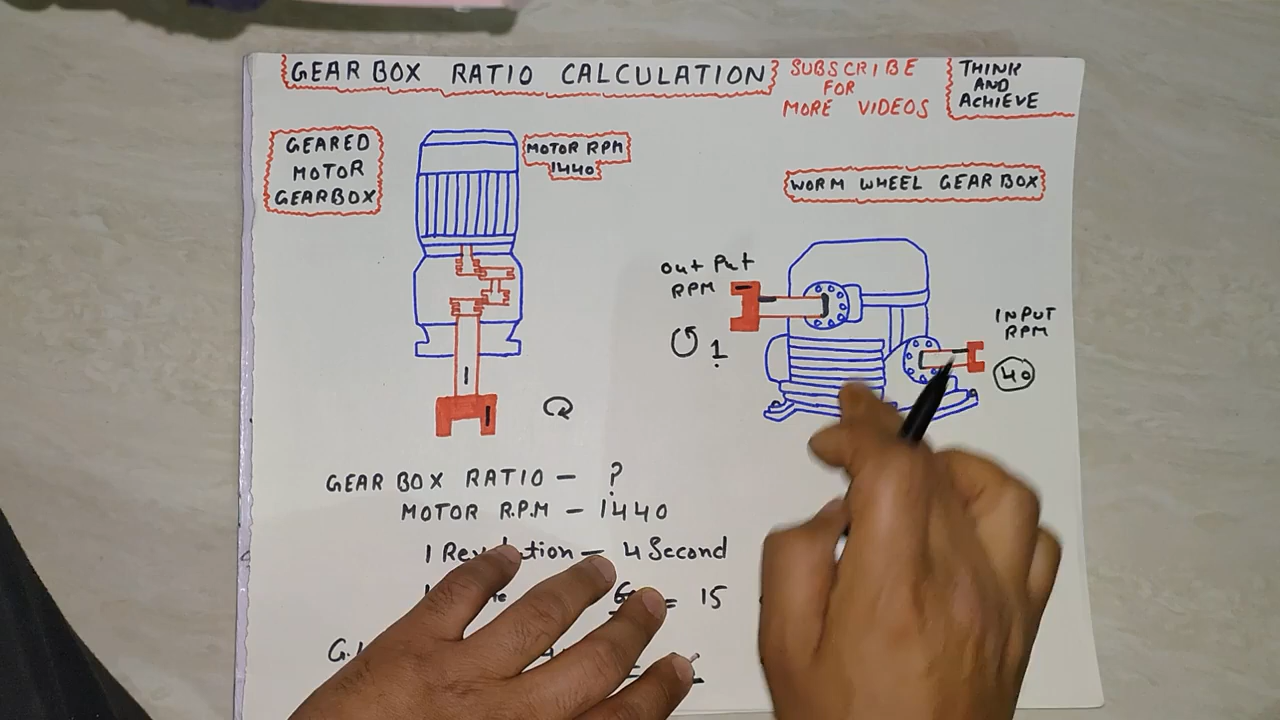 GEAR BOX RATIO CALCULATION
SUBSCRIBE
FOR
MORE VIDEOS
THINK
AND
ACHIEVE
GEARED
MOTOR
GEARBOX
MOTOR RPM
1440
WORM WHEEL GEAR BOX
OUT PUT
RPM
1
INPUT
RPM
40
GEAR BOX RATIO – ?
MOTOR R.P.M – 1440
1 – 4 Second
1 = 15
G.